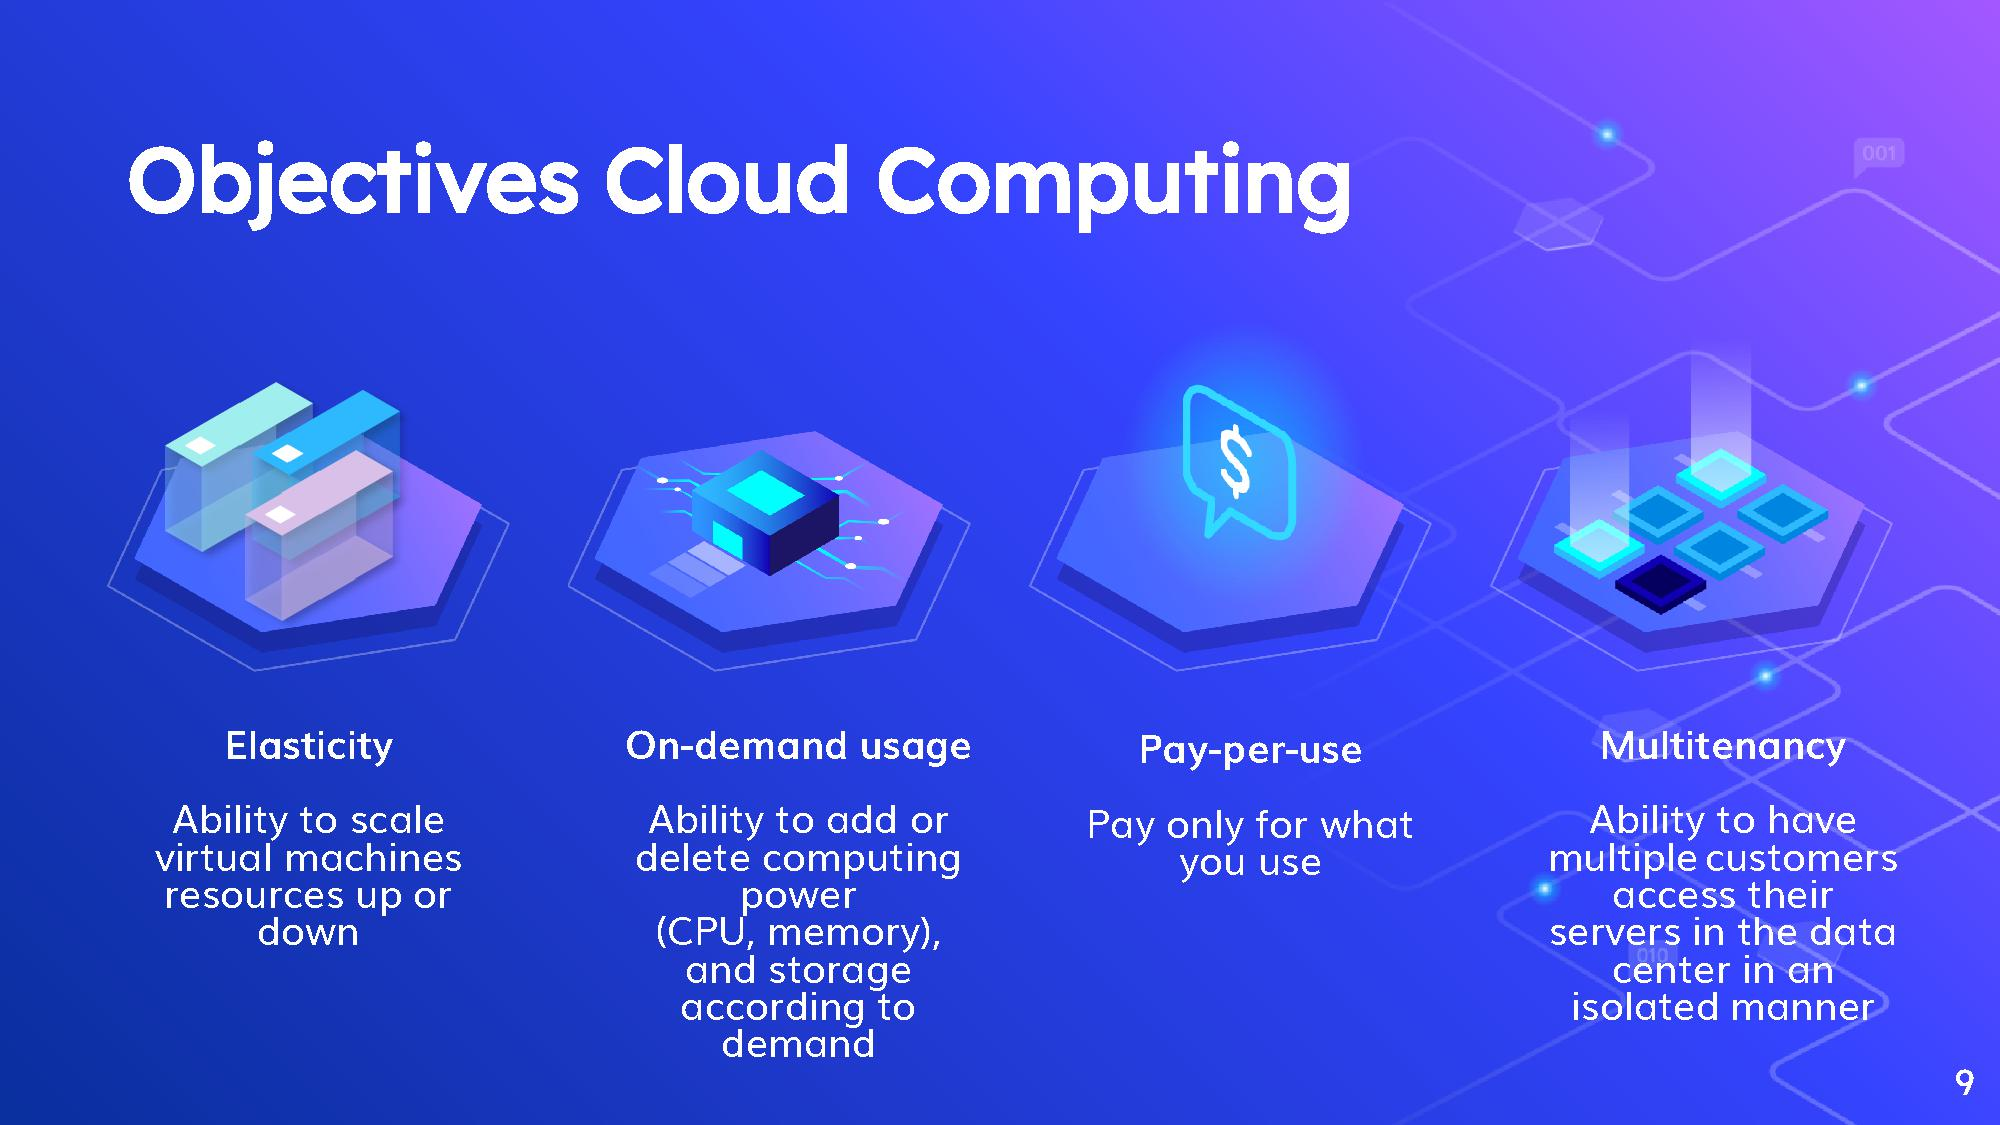 Objectives Cloud Computing
001
$
Elasticity
Ability to scale
virtual machines
resources up or
down
On-demand usage
Ability to add or
delete computing
power
(CPU, memory),
and storage
according to
demand
Pay-per-use
Pay only for what
you use
Multitenancy
Ability to have
multiple customers
access their
servers in the data
center in an
isolated manner
010
9